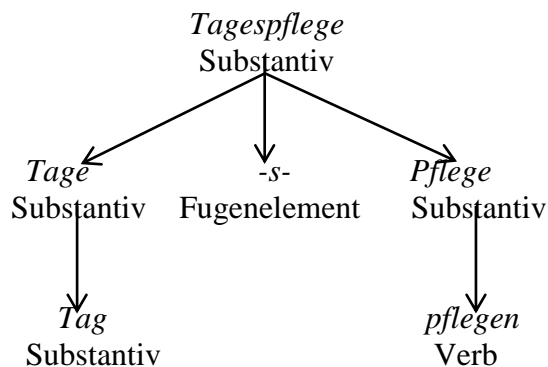 Tagespflege
Substantiv
Tage -s- Pflege
Substantiv Fugenelement Substantiv
Tag pflegen
Substantiv Verb